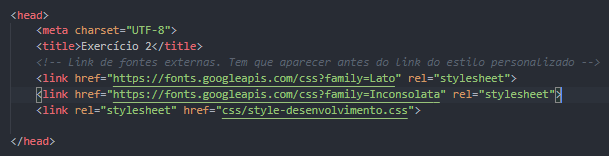 <head>
<meta charset="UTF-8">
<title>Exercício 2</title>
<!-- Link de fontes externas. Tem que aparecer antes do link do estilo personalizado -->
<link href="https://fonts.googleapis.com/css?family=Lato" rel="stylesheet">
<link href="https://fonts.googleapis.com/css?family=Inconsolata" rel="stylesheet">
<link rel="stylesheet" href="css/style-desenvolvimento.css">
</head>